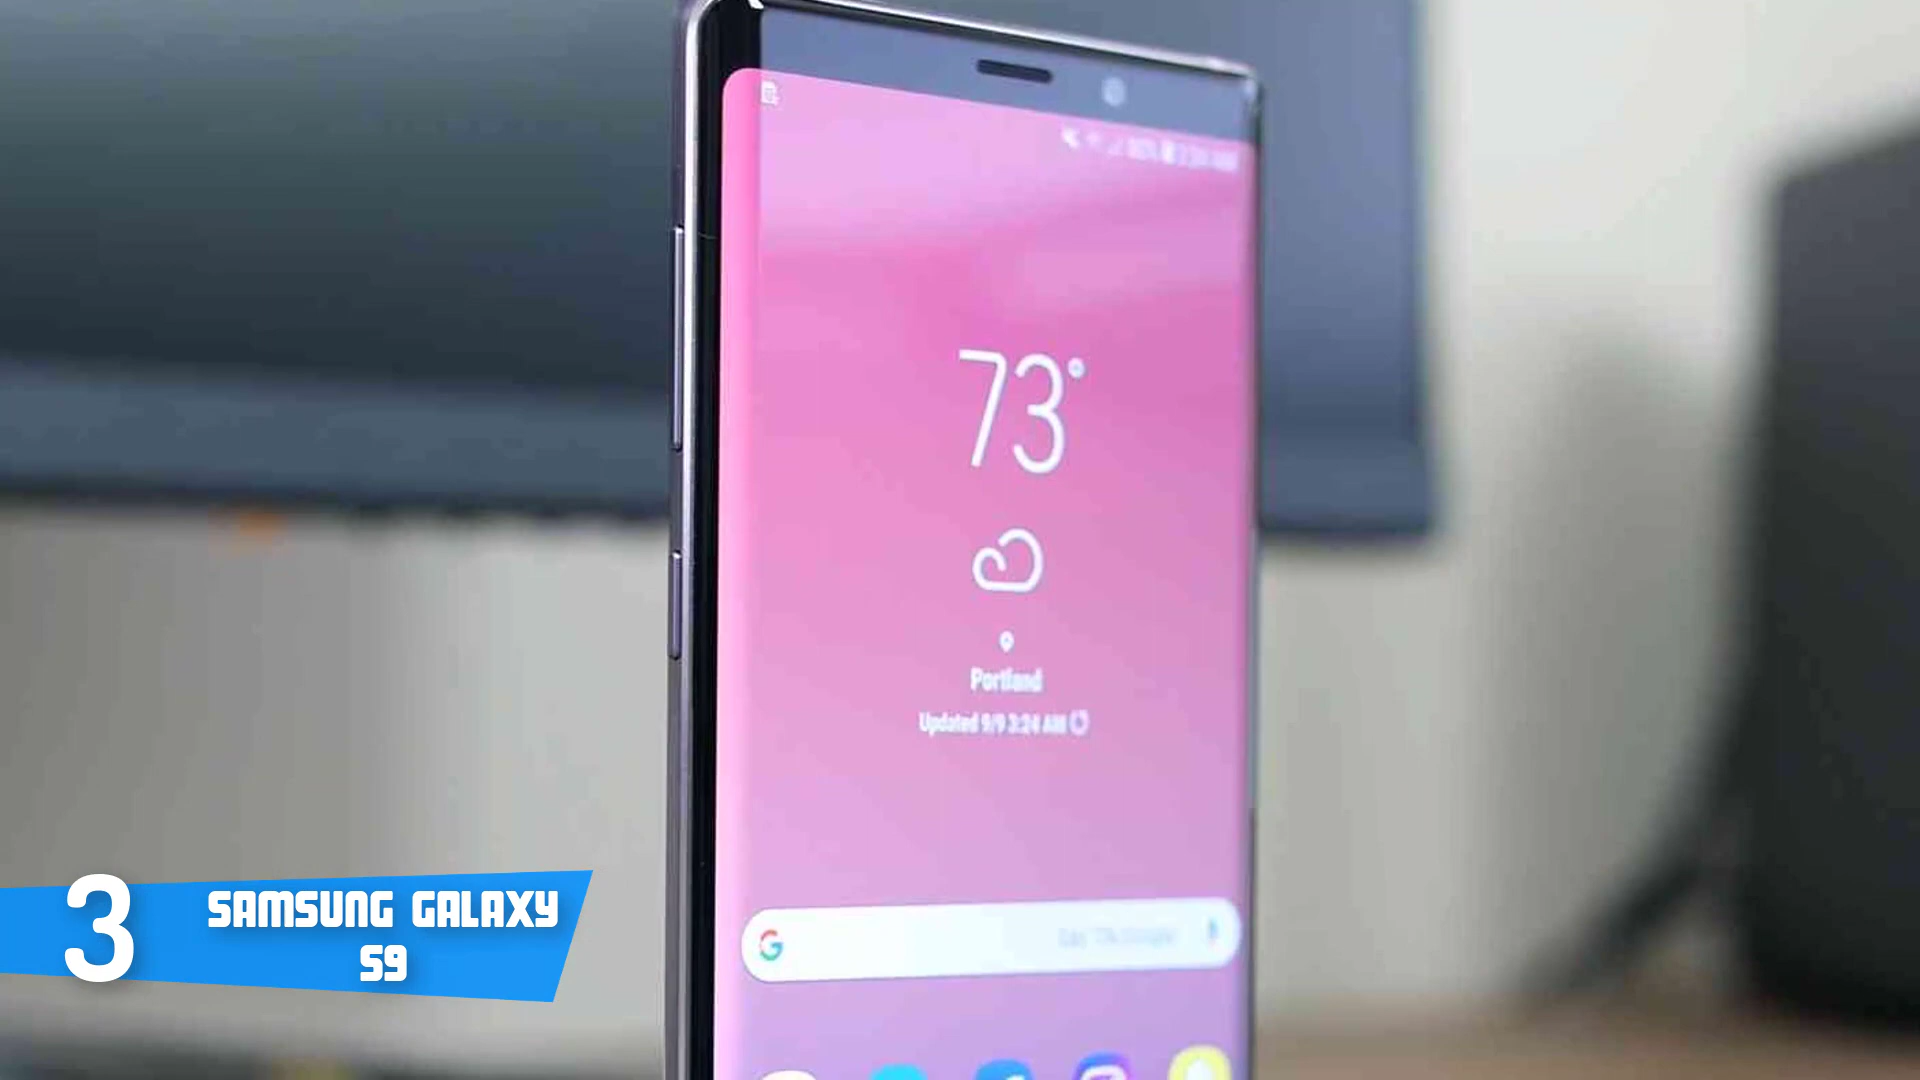 73°
Portland
Updated 9/9 3:24 AM
G
3
SAMSUNG GALAXY
S9